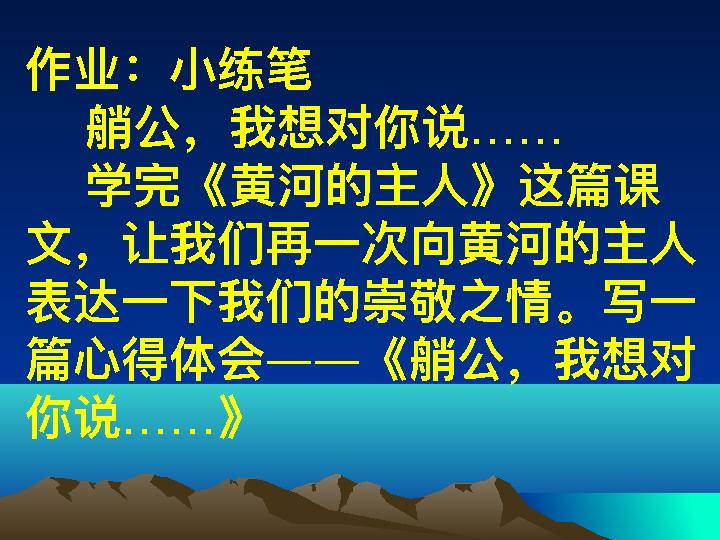 作业：小练笔
艄公，我想对你说……
学完《黄河的主人》这篇课
文，让我们再一次向黄河的主人
表达一下我们的崇敬之情。写一
篇心得体会——《艄公，我想对
你说……》